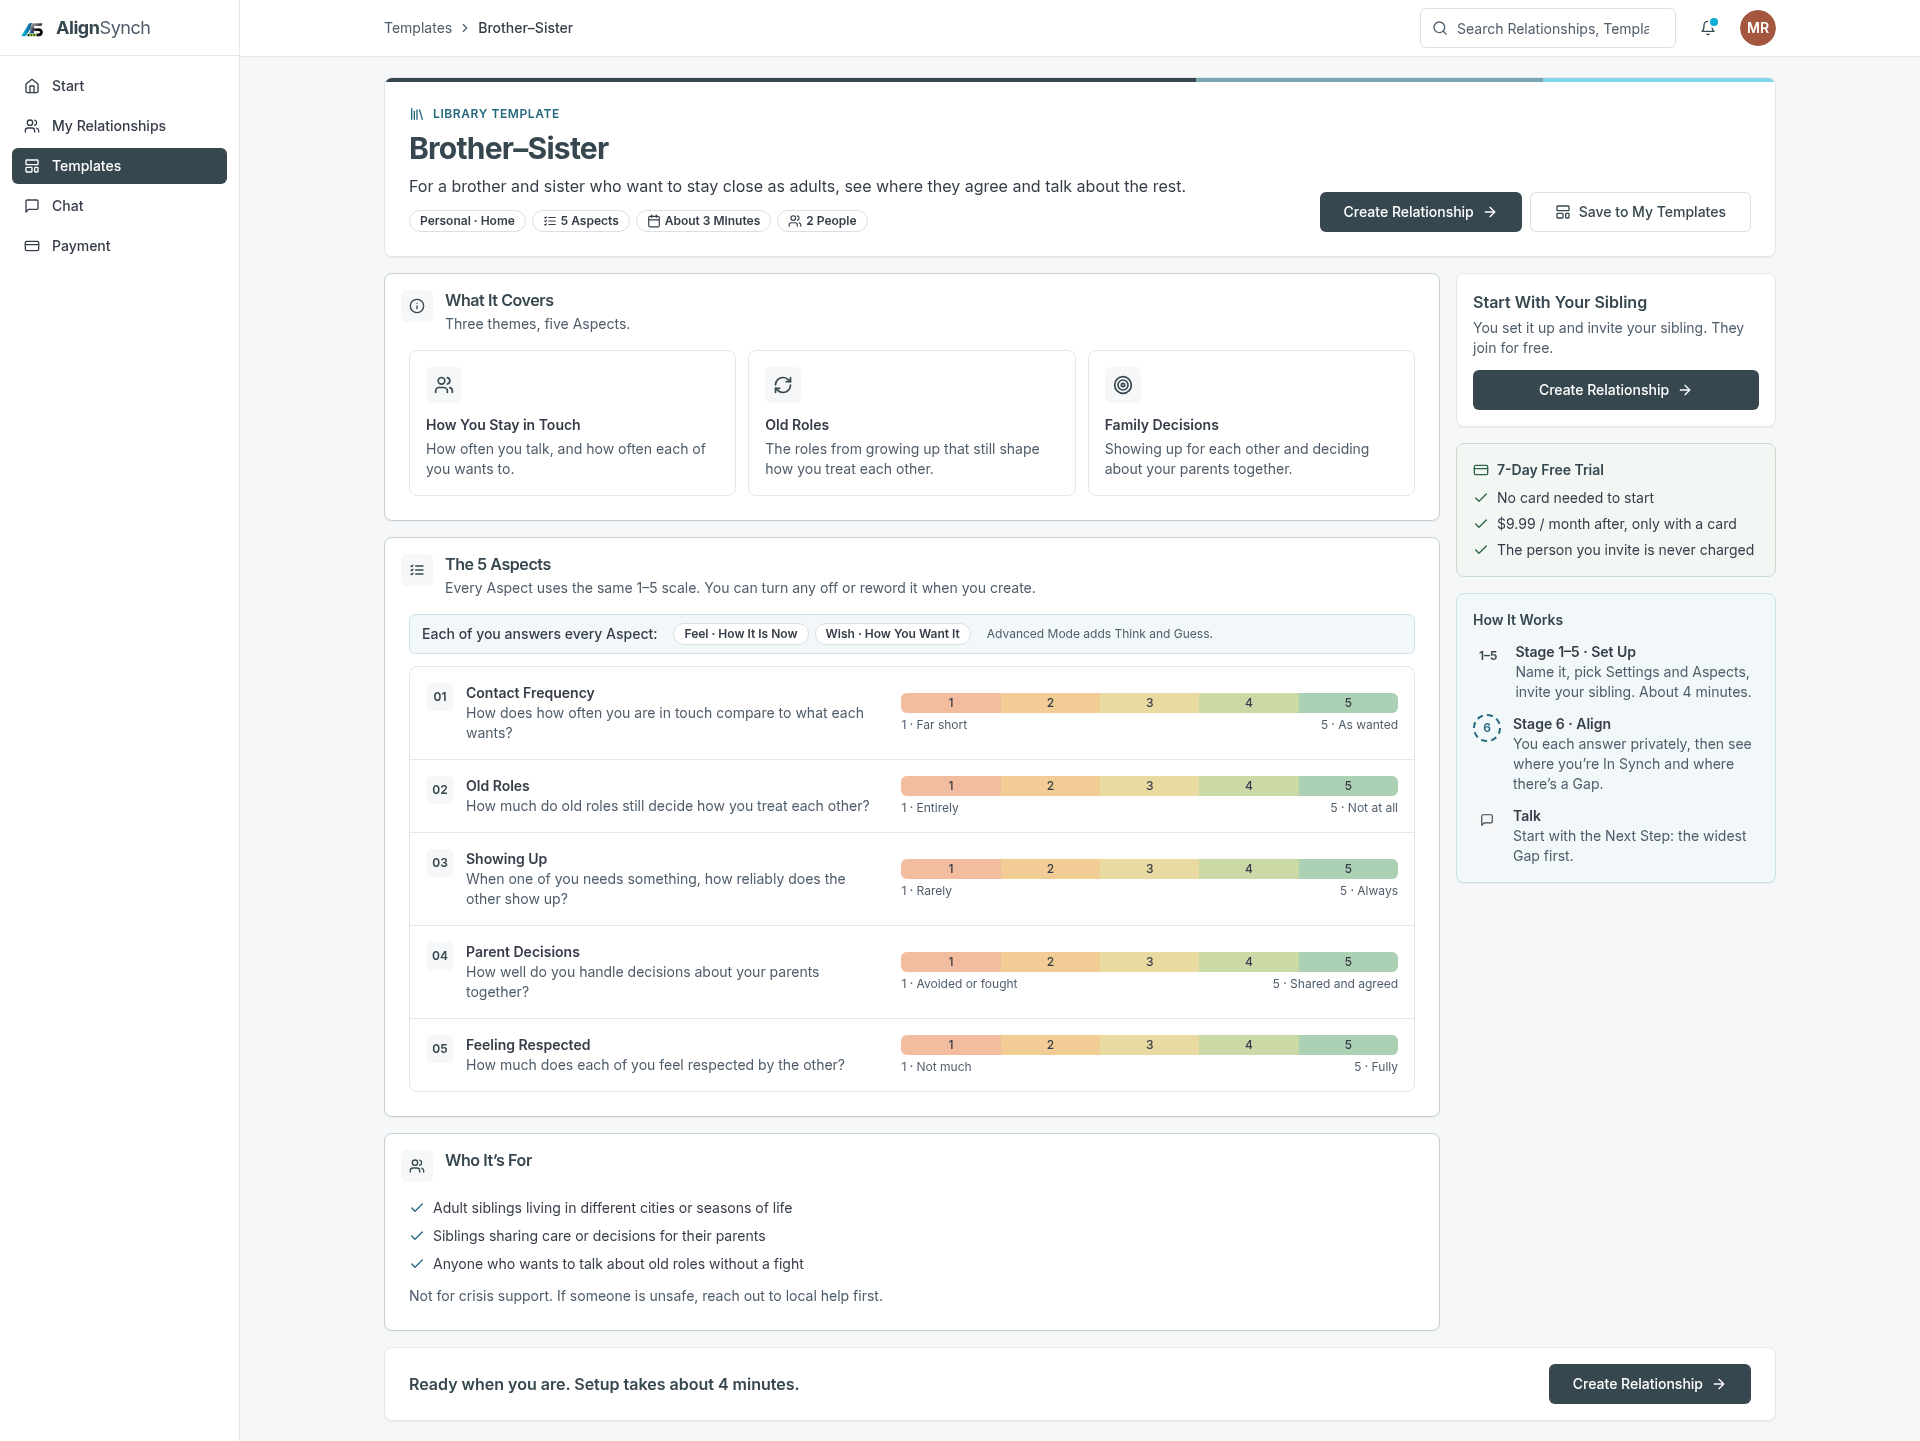 AlignSynch
Start
My Relationships
Templates
Chat
Payment
Templates
Brother–Sister
Search Relationships, Templa
MR
LIBRARY TEMPLATE
Brother–Sister
For a brother and sister who want to stay close as adults, see where they agree and talk about the rest.
Personal · Home
5 Aspects
About 3 Minutes
2 People
Create Relationship
Save to My Templates
What It Covers
Three themes, five Aspects.
How You Stay in Touch
How often you talk, and how often each of
you wants to.
Old Roles
The roles from growing up that still shape
how you treat each other.
Family Decisions
Showing up for each other and deciding
about your parents together.
The 5 Aspects
Every Aspect uses the same 1–5 scale. You can turn any off or reword it when you create.
Each of you answers every Aspect:
Feel · How It Is Now
Wish · How You Want It
Advanced Mode adds Think and Guess.
01
Contact Frequency
How does how often you are in touch compare to what each
wants?
1 2 3 4 5
1 · Far short
5 · As wanted
02
Old Roles
How much do old roles still decide how you treat each other?
1 2 3 4 5
1 · Entirely
5 · Not at all
03
Showing Up
When one of you needs something, how reliably does the
other show up?
1 2 3 4 5
1 · Rarely
5 · Always
04
Parent Decisions
How well do you handle decisions about your parents
together?
1 2 3 4 5
1 · Avoided or fought
5 · Shared and agreed
05
Feeling Respected
How much does each of you feel respected by the other?
1 2 3 4 5
1 · Not much
5 · Fully
Who It’s For
Adult siblings living in different cities or seasons of life
Siblings sharing care or decisions for their parents
Anyone who wants to talk about old roles without a fight
Not for crisis support. If someone is unsafe, reach out to local help first.
Start With Your Sibling
You set it up and invite your sibling. They
join for free.
Create Relationship
7-Day Free Trial
No card needed to start
$9.99 / month after, only with a card
The person you invite is never charged
How It Works
1–5
Stage 1–5 · Set Up
Name it, pick Settings and Aspects,
invite your sibling. About 4 minutes.
6
Stage 6 · Align
You each answer privately, then see
where you’re In Synch and where
there’s a Gap.
Talk
Start with the Next Step: the widest
Gap first.
Ready when you are. Setup takes about 4 minutes.
Create Relationship